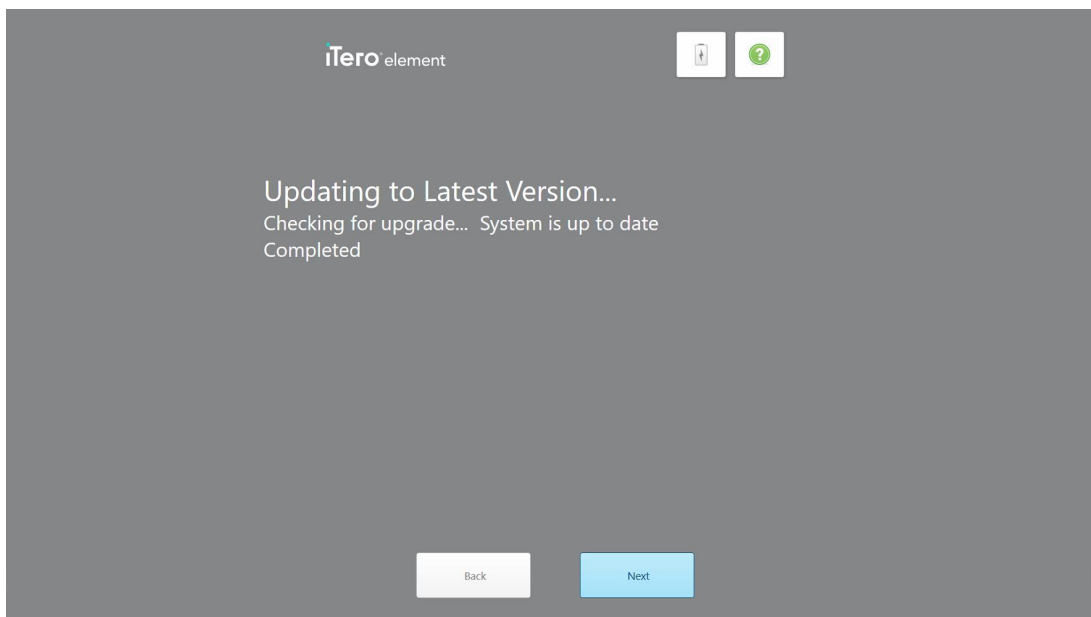 iTero element
?
Updating to Latest Version...
Checking for upgrade... System is up to date
Completed
Back
Next